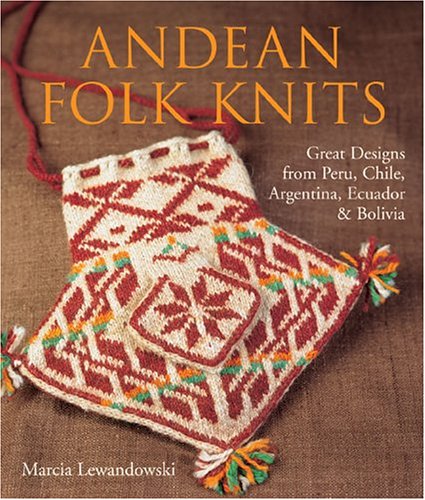 ANDEAN
FOLK KNITS
Great Designs
from Peru, Chile,
Argentina, Ecuador
& Bolivia
Marcia Lewandowski